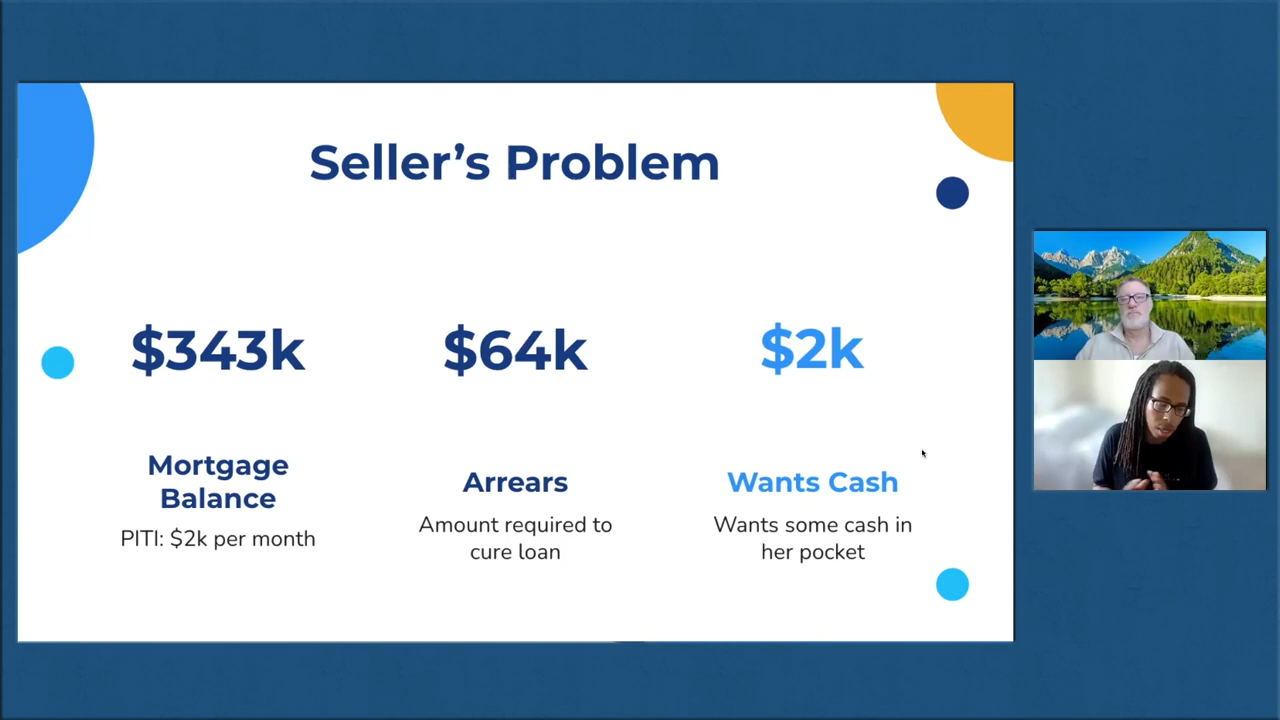 Seller’s Problem
$343k
$64k
$2k
Mortgage
Balance
PITI: $2k per month
Arrears
Amount required to
cure loan
Wants Cash
Wants some cash in
her pocket